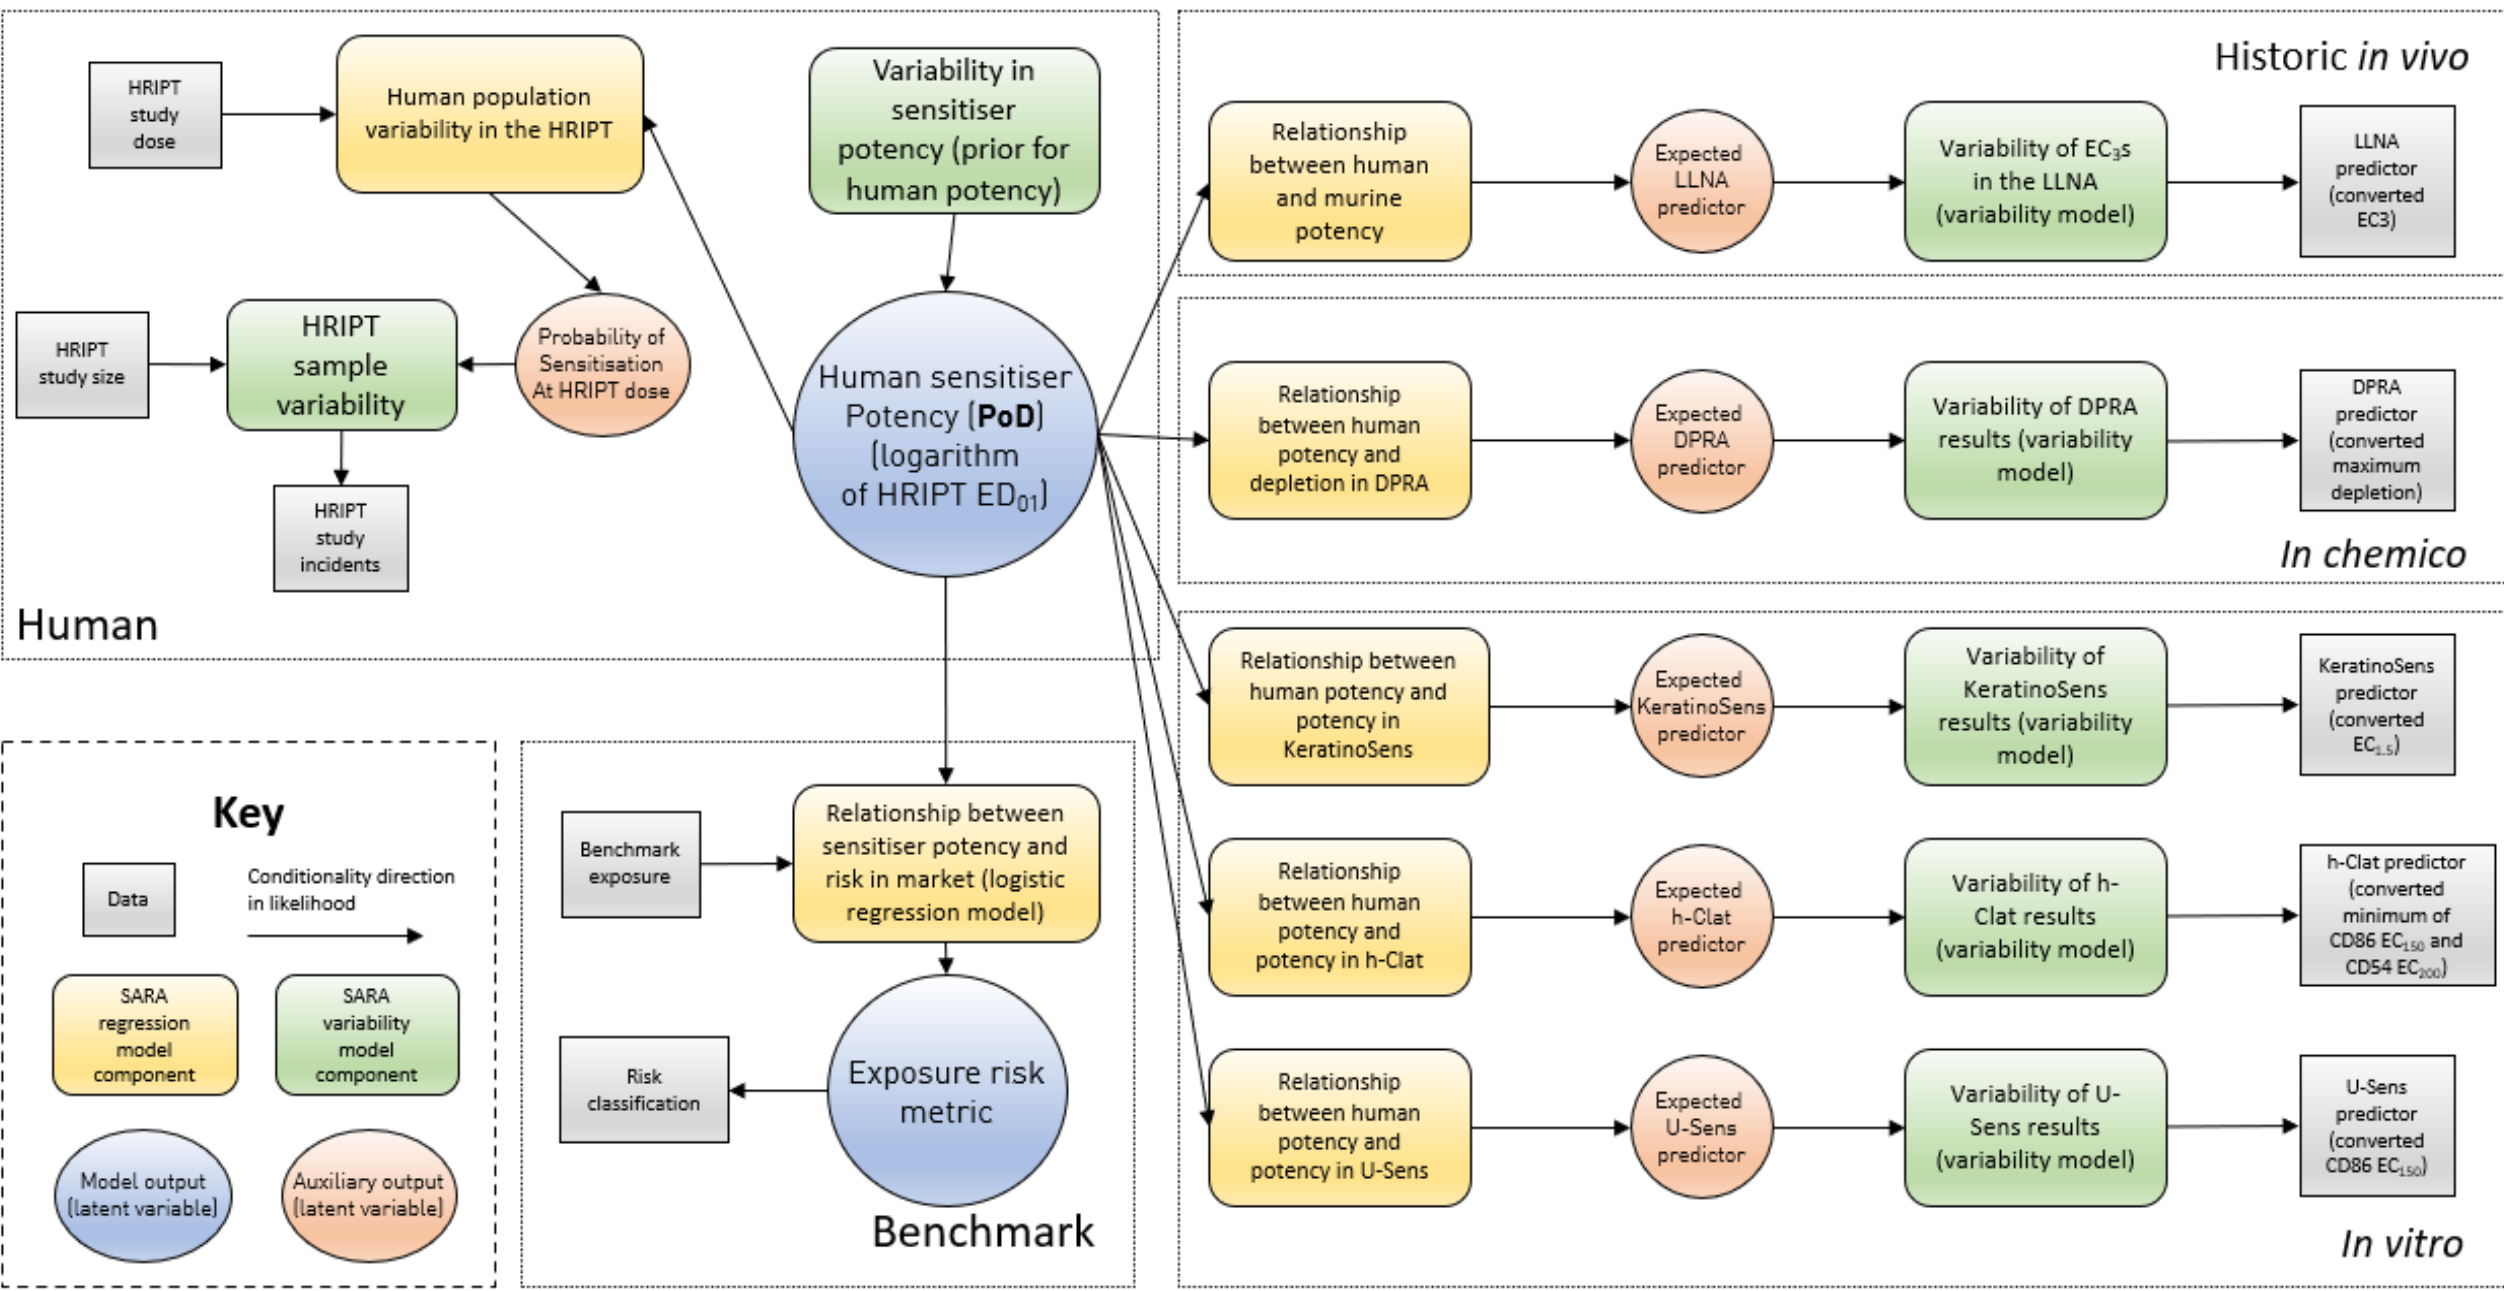 HRIPT
study
dose
Human population
variability in the HRIPT
Variability in
sensitiser
potency (prior for
human potency)
HRIPT
study size
HRIPT
sample
variability
Probability of
Sensitisation
At HRIPT dose
HRIPT
study
incidents
Human sensitiser
Potency (PoD)
(logarithm
of HRIPT ED01)
Human
Historic in vivo
Relationship
between human
and murine
potency
Expected
LLNA
predictor
Variability of EC3s
in the LLNA
(variability model)
LLNA
predictor
(converted
EC3)
Relationship
between human
potency and
depletion in DPRA
Expected
DPRA
predictor
Variability of DPRA
results (variability
model)
DPRA
predictor
(converted
maximum
depletion)
In chemico
Relationship between
human potency and
potency in
KeratinoSens
Expected
KeratinoSens
predictor
Variability of
KeratinoSens
results (variability
model)
KeratinoSens
predictor
(converted
EC1.5)
Relationship
between human
potency and
potency in h-Clat
Expected
h-Clat
predictor
Variability of h-
Clat results
(variability model)
h-Clat predictor
(converted
minimum of
CD86 EC150 and
CD54 EC200)
Relationship
between human
potency and
potency in U-Sens
Expected
U-Sens
predictor
Variability of U-
Sens results
(variability model)
U-Sens
predictor
(converted
CD86 EC150)
In vitro
Key
Data
Conditionality direction
in likelihood
SARA
regression
model
component
SARA
variability
model
component
Model output
(latent variable)
Auxiliary output
(latent variable)
Benchmark
exposure
Relationship between
sensitiser potency and
risk in market (logistic
regression model)
Risk
classification
Exposure risk
metric
Benchmark